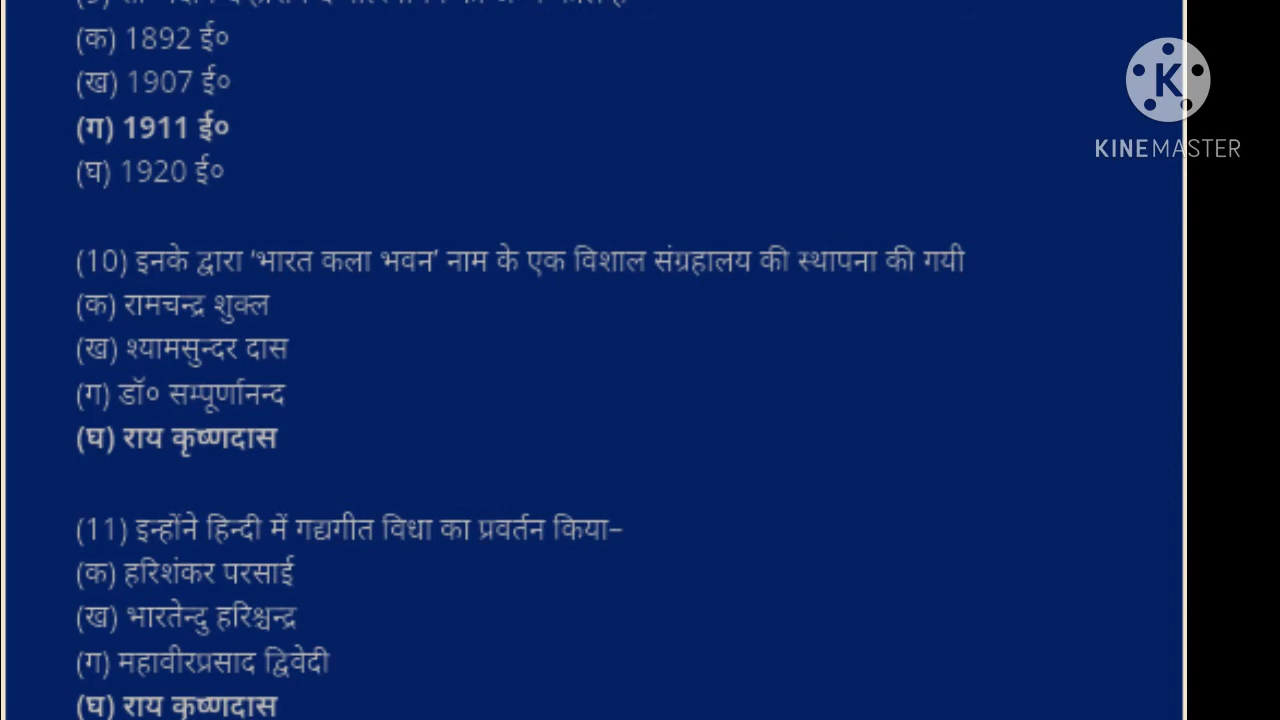 (क) 1892 ई०
(ख) 1907 ई०
(ग) 1911 ई०
(घ) 1920 ई०
(10) इनके द्वारा 'भारत कला भवन' नाम के एक विशाल संग्रहालय की स्थापना की गयी
(क) रामचन्द्र शुक्ल
(ख) श्यामसुन्दर दास
(ग) डॉ० सम्पूर्णानन्द
(घ) राय कृष्णदास
(11) इन्होंने हिन्दी में गद्यगीत विधा का प्रवर्तन किया–
(क) हरिशंकर परसाई
(ख) भारतेन्दु हरिश्चन्द्र
(ग) महावीरप्रसाद द्विवेदी
(घ) राय कृष्णदास
K
KINEMASTER